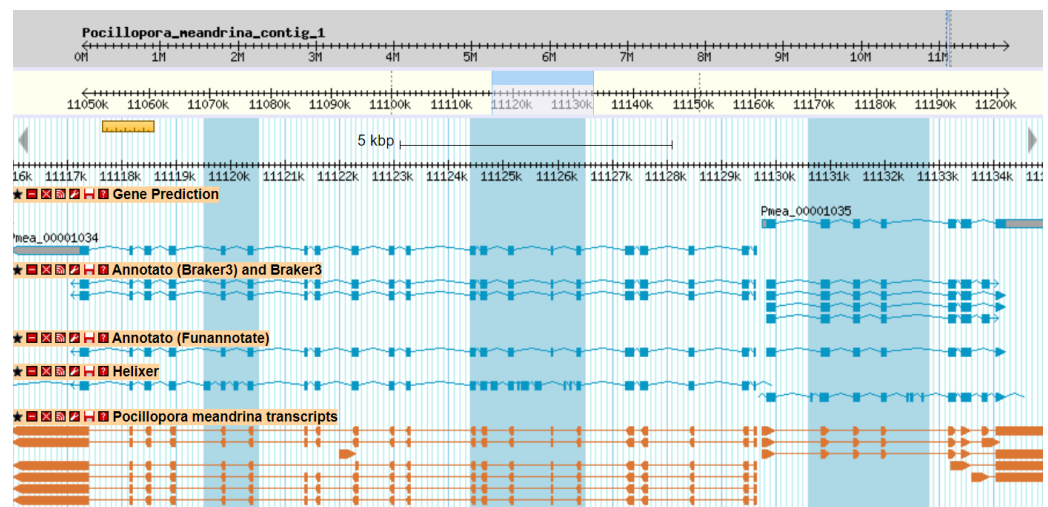 Pocillopora_meandrina_contig_1
0M 1M 2M 3M 4M 5M 6M 7M 8M 9M 10M 11M
11050k 11060k 11070k 11080k 11090k 11100k 11110k 11120k 11130k 11140k 11150k 11160k 11170k 11180k 11190k 11200k
5 kbp
16k 11117k 11118k 11119k 11120k 11121k 11122k 11123k 11124k 11125k 11126k 11127k 11128k 11129k 11130k 11131k 11132k 11133k 11134k 111
Gene Prediction
Pmea_00001035
Pmea_00001034
Annotato (Braker3) and Braker3
Annotato (Funannotate)
Helixer
Pocillopora meandrina transcripts